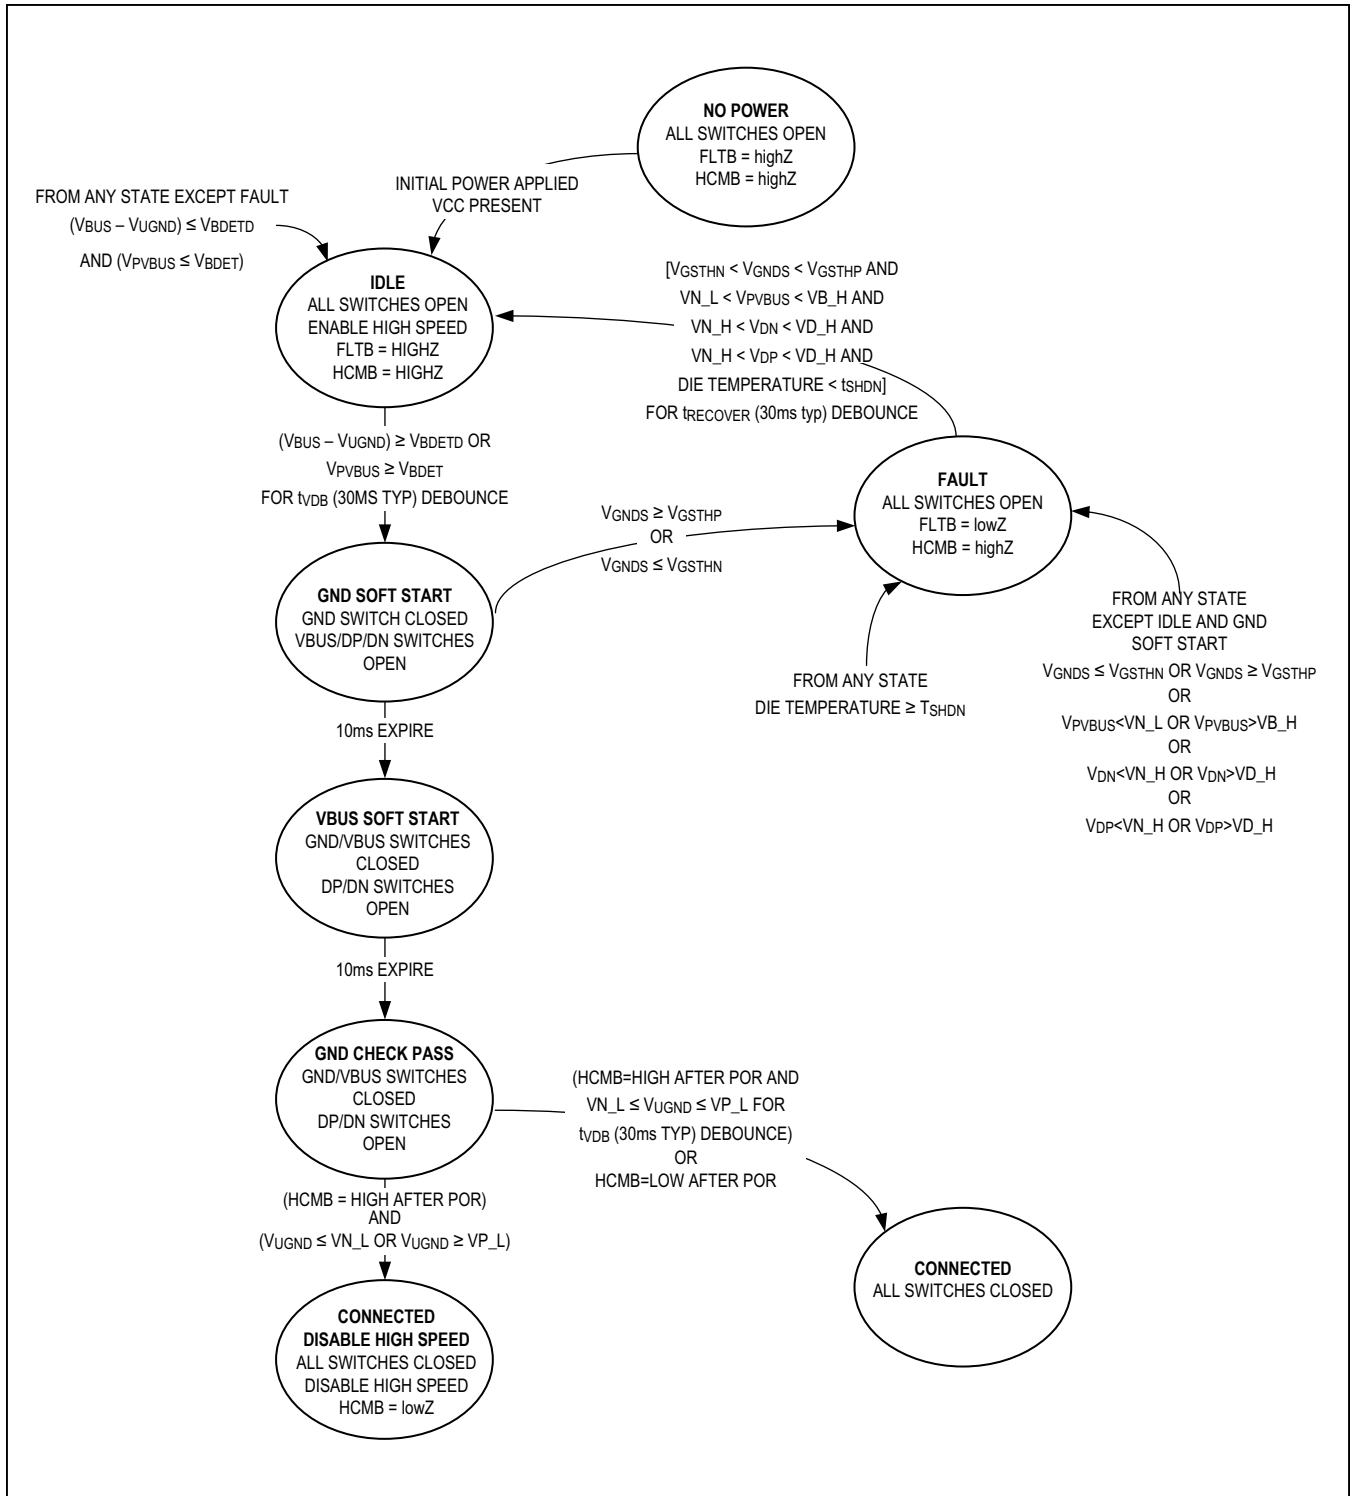 NO POWER
ALL SWITCHES OPEN
FLTB = highZ
HCMB = highZ
INITIAL POWER APPLIED
VCC PRESENT
FROM ANY STATE EXCEPT FAULT
(VBUS – VUGND) ≤ VBDETD
AND (VPVBUS ≤ VBDET)
IDLE
ALL SWITCHES OPEN
ENABLE HIGH SPEED
FLTB = HIGHZ
HCMB = HIGHZ
[VGSTHN < VGNDS < VGSTHP AND
VN_L < VPVBUS < VB_H AND
VN_H < VDN < VD_H AND
VN_H < VDP < VD_H AND
DIE TEMPERATURE < tSHDN]
FOR tRECOVER (30ms typ) DEBOUNCE
(VBUS – VUGND) ≥ VBDETD OR
VPVBUS ≥ VBDET
FOR tVDB (30MS TYP) DEBOUNCE
FAULT
ALL SWITCHES OPEN
FLTB = lowZ
HCMB = highZ
VGNDS ≥ VGSTHP
OR
VGNDS ≤ VGSTHN
GND SOFT START
GND SWITCH CLOSED
VBUS/DP/DN SWITCHES
OPEN
FROM ANY STATE
DIE TEMPERATURE ≥ TSHDN
FROM ANY STATE
EXCEPT IDLE AND GND
SOFT START
VGNDS ≤ VGSTHN OR VGNDS ≥ VGSTHP
OR
VPVBUS<VN_L OR VPVBUS>VB_H
OR
VDN<VN_H OR VDN>VD_H
OR
VDP<VN_H OR VDP>VD_H
10ms EXPIRE
VBUS SOFT START
GND/VBUS SWITCHES
CLOSED
DP/DN SWITCHES
OPEN
10ms EXPIRE
GND CHECK PASS
GND/VBUS SWITCHES
CLOSED
DP/DN SWITCHES
OPEN
(HCMB=HIGH AFTER POR AND
VN_L ≤ VUGND ≤ VP_L FOR
tVDB (30ms TYP) DEBOUNCE)
OR
HCMB=LOW AFTER POR
(HCMB = HIGH AFTER POR)
AND
(VUGND ≤ VN_L OR VUGND ≥ VP_L)
CONNECTED
ALL SWITCHES CLOSED
CONNECTED
DISABLE HIGH SPEED
ALL SWITCHES CLOSED
DISABLE HIGH SPEED
HCMB = lowZ